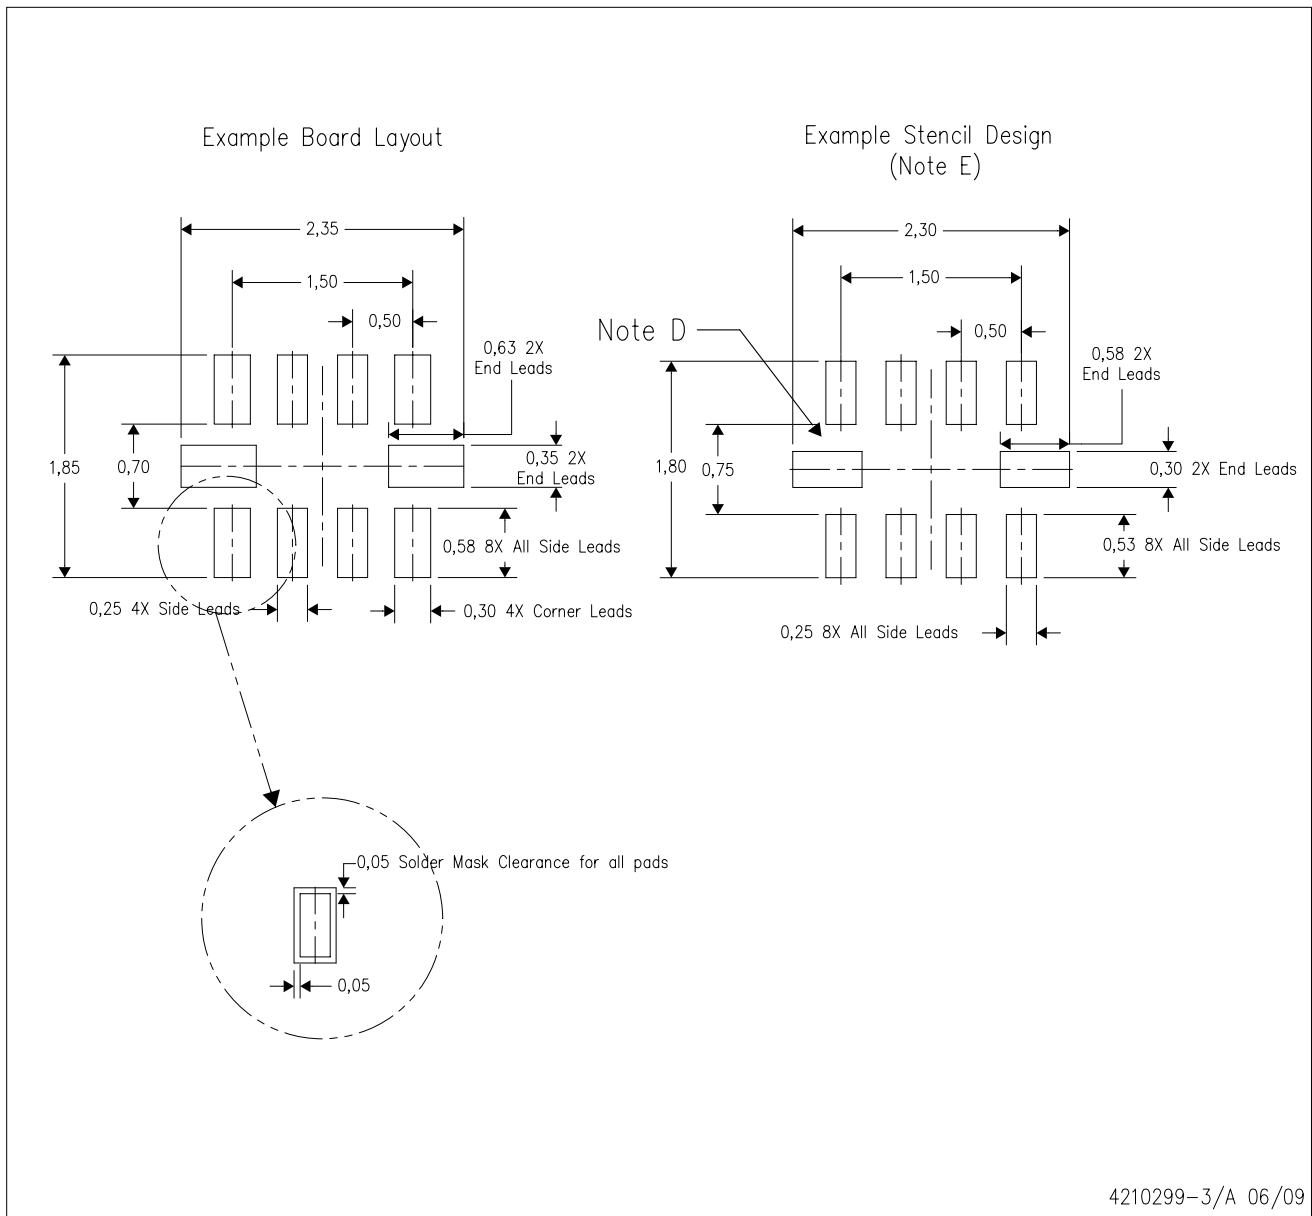 Example Board Layout
2,35
1,50
0,50
0,63 2X
End Leads
1,85
0,70
0,35 2X
End Leads
0,58 8X All Side Leads
0,25 4X Side Leads
0,30 4X Corner Leads
0,05 Solder Mask Clearance for all pads
0,05
Example Stencil Design
(Note E)
2,30
1,50
0,50
Note D
0,58 2X
End Leads
1,80
0,75
0,30 2X End Leads
0,53 8X All Side Leads
0,25 8X All Side Leads
4210299-3/A 06/09